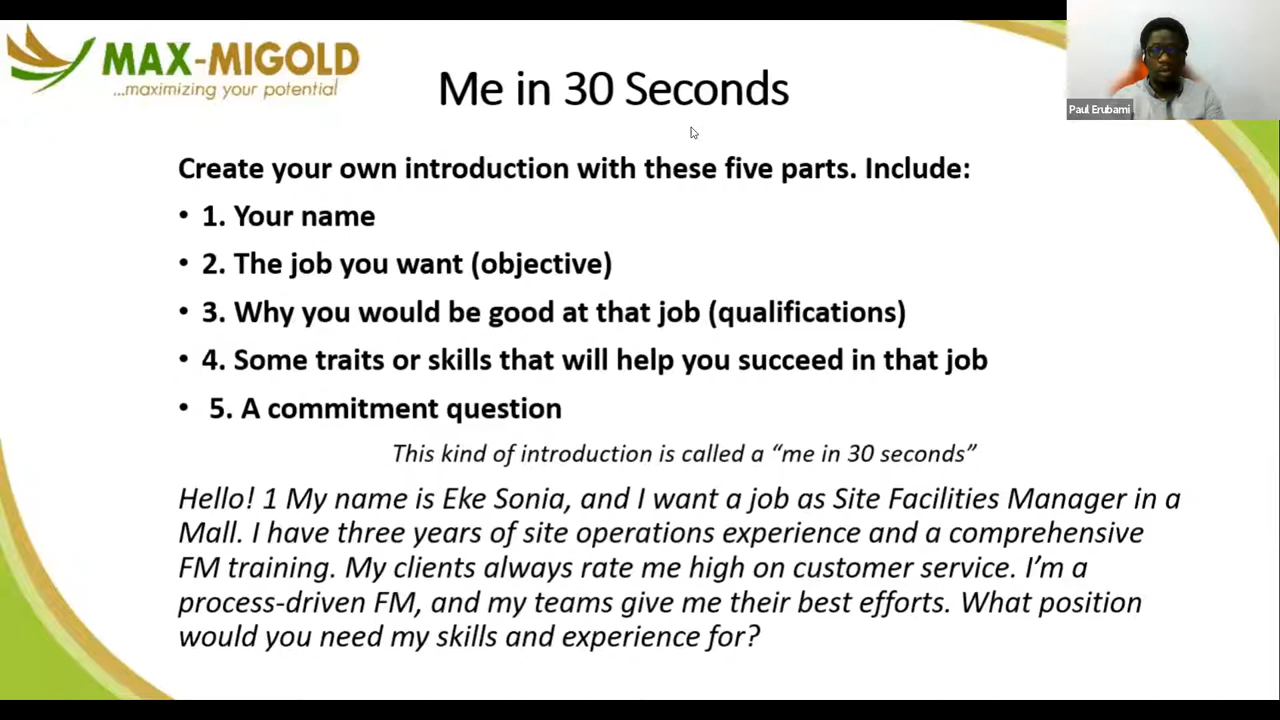 MAX-MIGOLD
...maximizing your potential
Me in 30 Seconds
Paul Erubami
Create your own introduction with these five parts. Include:
• 1. Your name
• 2. The job you want (objective)
• 3. Why you would be good at that job (qualifications)
• 4. Some traits or skills that will help you succeed in that job
• 5. A commitment question
This kind of introduction is called a “me in 30 seconds”
Hello! 1 My name is Eke Sonia, and I want a job as Site Facilities Manager in a
Mall. I have three years of site operations experience and a comprehensive
FM training. My clients always rate me high on customer service. I’m a
process-driven FM, and my teams give me their best efforts. What position
would you need my skills and experience for?